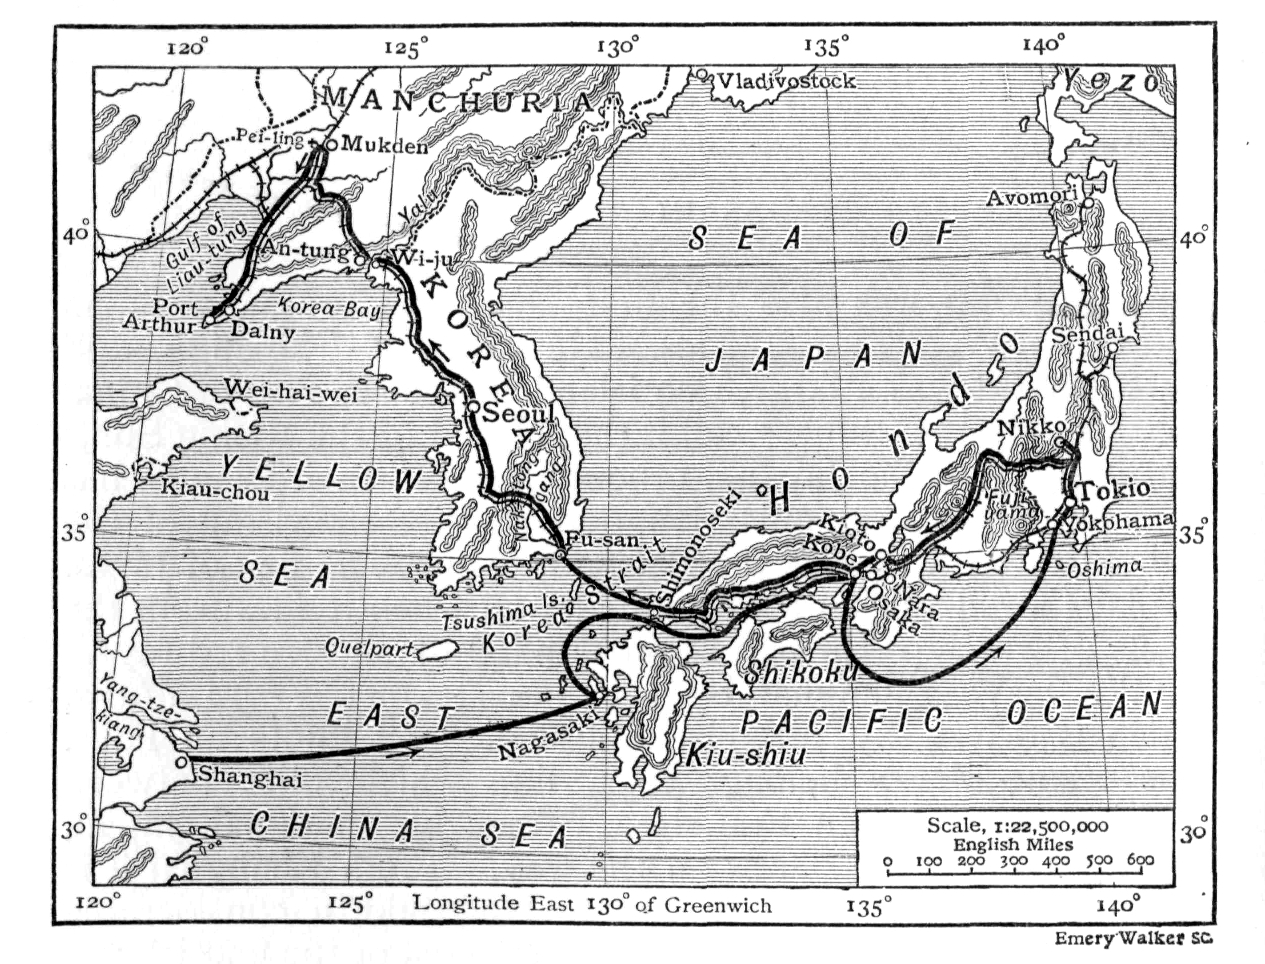 120° 125° 130° 135° 140°
MANCHURIA
Vladivostock
Yezo
Pei-ling
Mukden
Yalu
Avomori
40°
Gulf of
Liau-tung
An-tung
Wi-ju
SEA OF
40°
Korea Bay
Port
Arthur
Dalny
KOREA
JAPAN
Sendai
Wei-hai-wei
Seoul
Hondo
Nikko
YELLOW
Kiau-chou
Nak-tong
gang
Fuji-
yama
Tokio
35°
Shimonoseki
Kioto
Kobe
Yokohama
35°
SEA
Fu-san
Oshima
Nara
saka
Tsushima Is.
Korea Strait
Quelpart
Shikoku
Yang-tze-
kiang
EAST
PACIFIC OCEAN
Nagasaki
Kiu-shiu
Shanghai
30°
CHINA SEA
Scale, 1:22,500,000
English Miles
0 100 200 300 400 500 600
30°
120° 125° Longitude East 130° of Greenwich 135° 140°
Emery Walker SC.